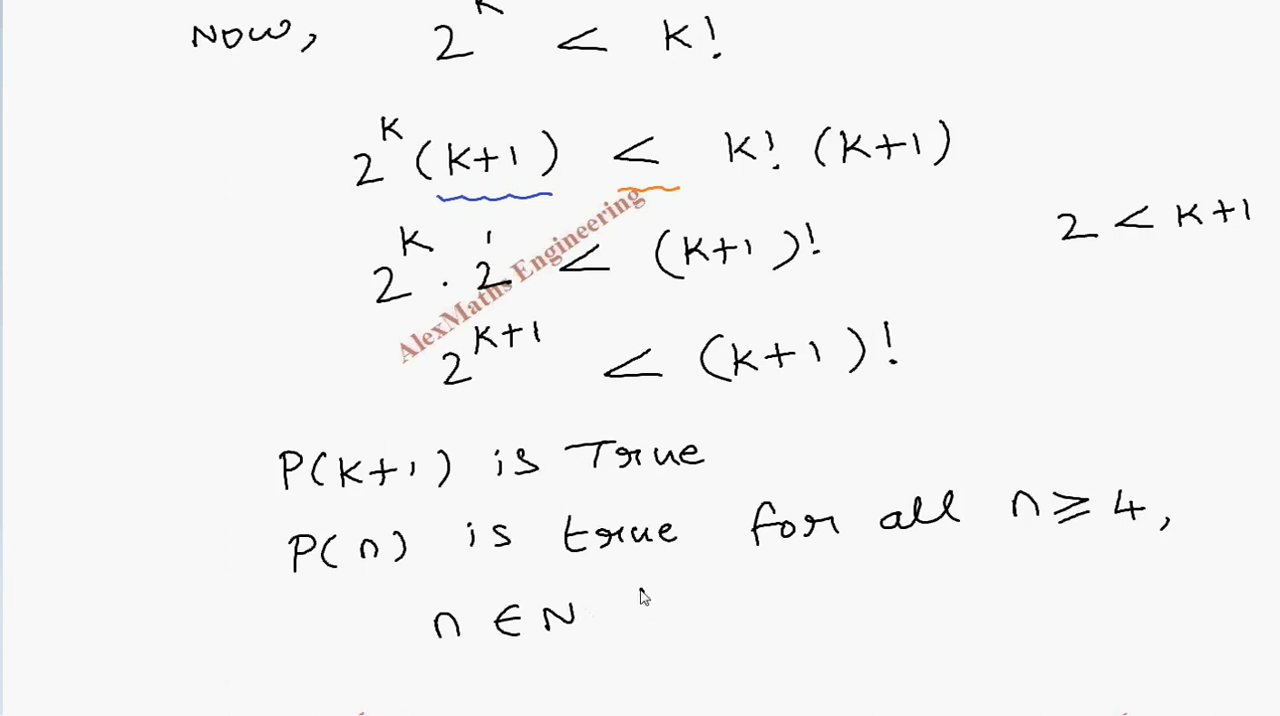 Now, 2^k < k!
2^k (k+1) < k! (k+1)
2 < k+1
2^k · 2^1 < (k+1)!
AlexMaths Engineering
2^(k+1) < (k+1)!
P(k+1) is True
P(n) is true for all n ≥ 4,
n ∈ N